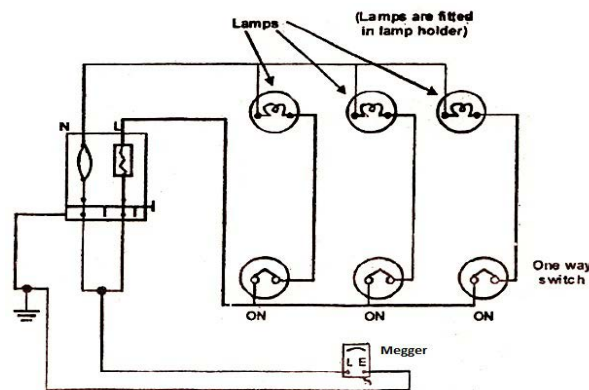 (Lamps are fitted
in lamp holder)
Lamps
N
L
One way
switch
ON
ON
ON
Megger
L E